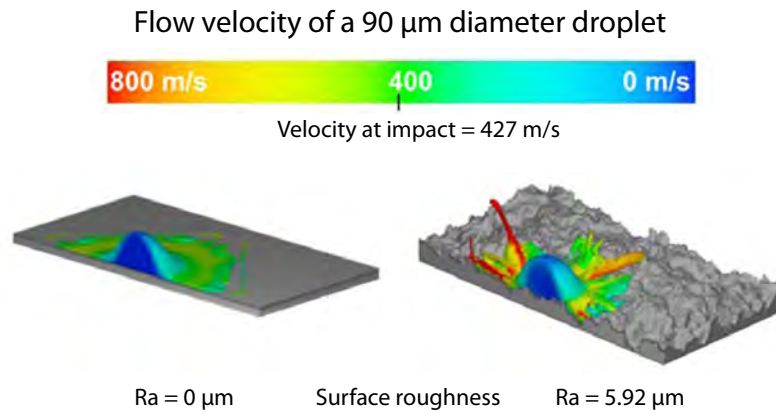 Flow velocity of a 90 µm diameter droplet
800 m/s 400 0 m/s
Velocity at impact = 427 m/s
Ra = 0 µm Surface roughness Ra = 5.92 µm